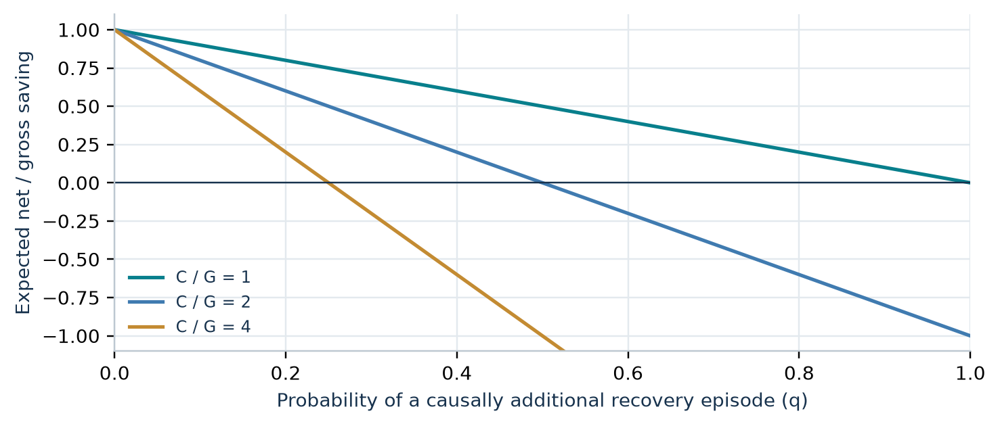 Expected net / gross saving
1.00
0.75
0.50
0.25
0.00
−0.25
−0.50
−0.75
−1.00
C / G = 1
C / G = 2
C / G = 4
0.0 0.2 0.4 0.6 0.8 1.0
Probability of a causally additional recovery episode (q)